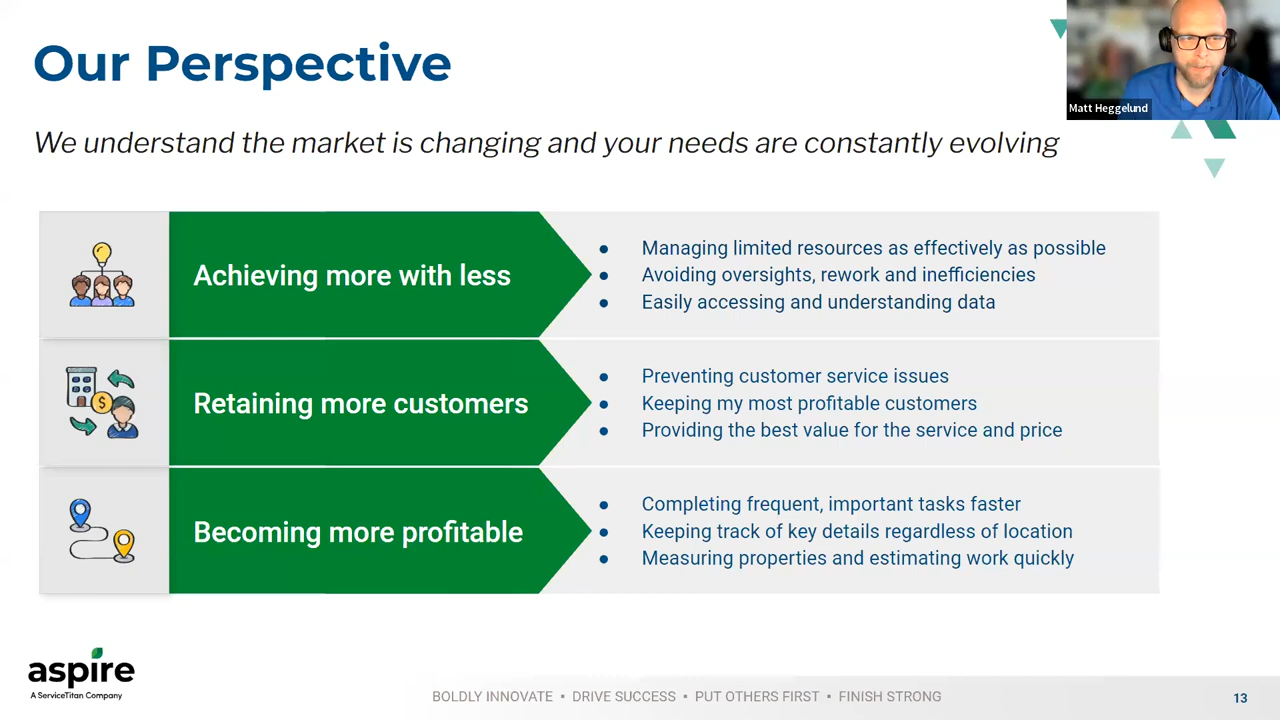 Our Perspective
Matt Heggelund
We understand the market is changing and your needs are constantly evolving
Achieving more with less
● Managing limited resources as effectively as possible
● Avoiding oversights, rework and inefficiencies
● Easily accessing and understanding data
Retaining more customers
● Preventing customer service issues
● Keeping my most profitable customers
● Providing the best value for the service and price
Becoming more profitable
● Completing frequent, important tasks faster
● Keeping track of key details regardless of location
● Measuring properties and estimating work quickly
aspire
A ServiceTitan Company
BOLDLY INNOVATE ▪ DRIVE SUCCESS ▪ PUT OTHERS FIRST ▪ FINISH STRONG
13